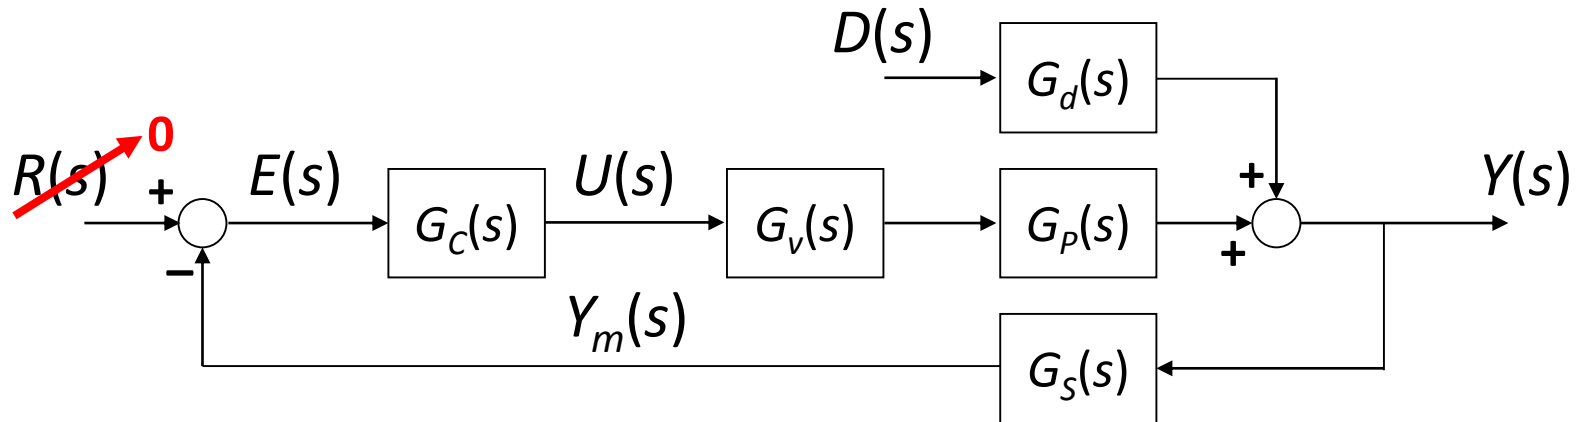 D(s)
G_d(s)
0
R(s)
+
E(s)
G_C(s)
U(s)
G_v(s)
G_P(s)
+
+
Y(s)
−
Y_m(s)
G_S(s)